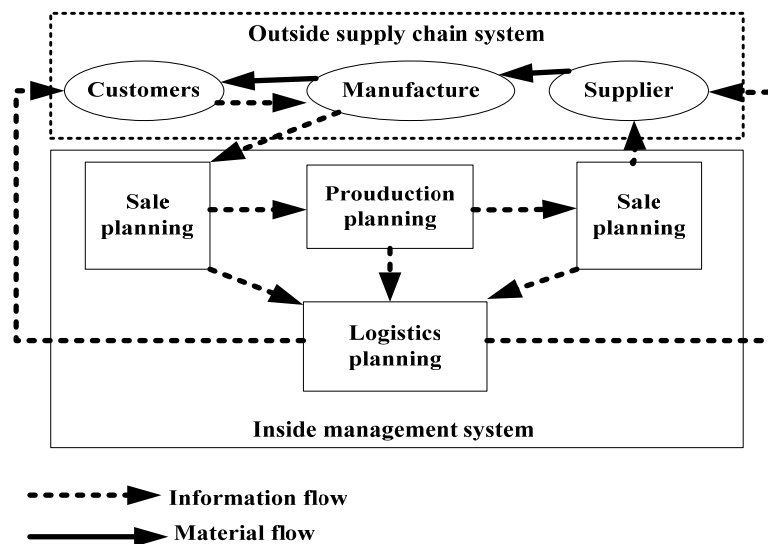 Outside supply chain system
Customers
Manufacture
Supplier
Sale
planning
Prouduction
planning
Sale
planning
Logistics
planning
Inside management system
Information flow
Material flow